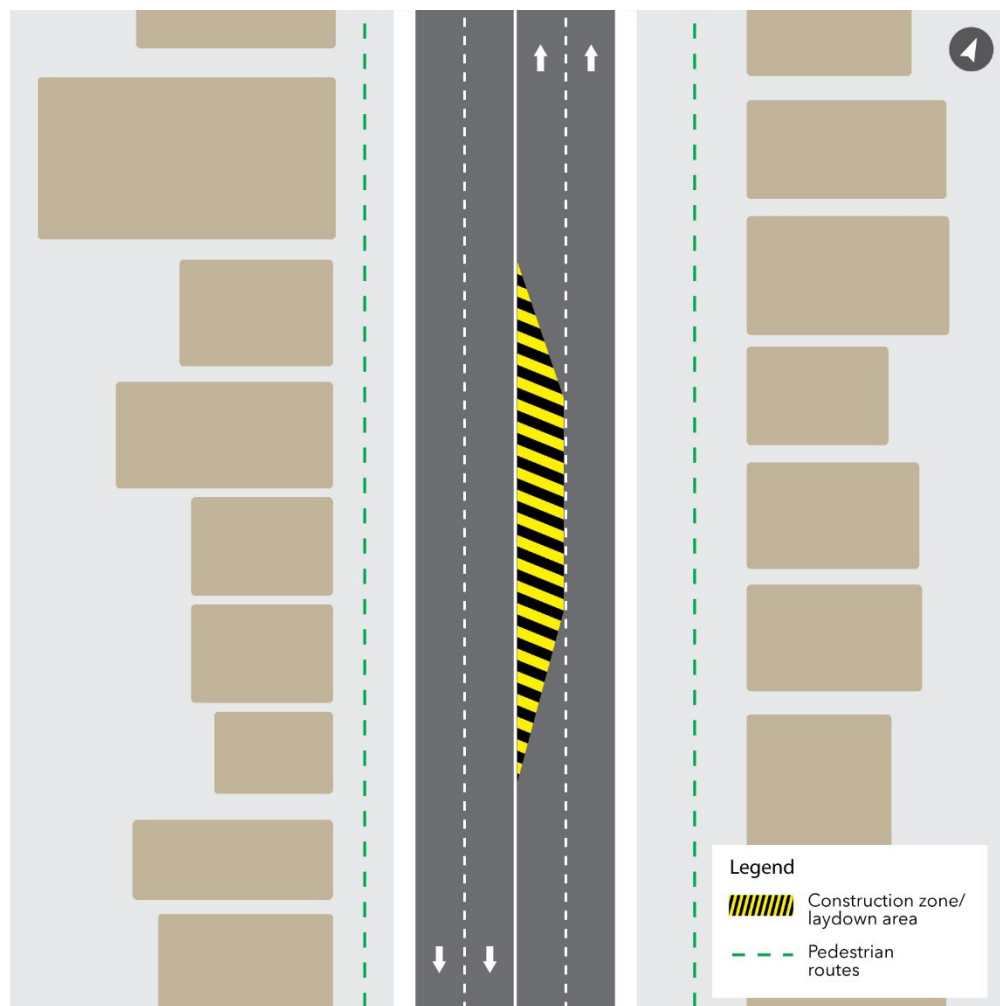 Legend
Construction zone/
laydown area
Pedestrian
routes